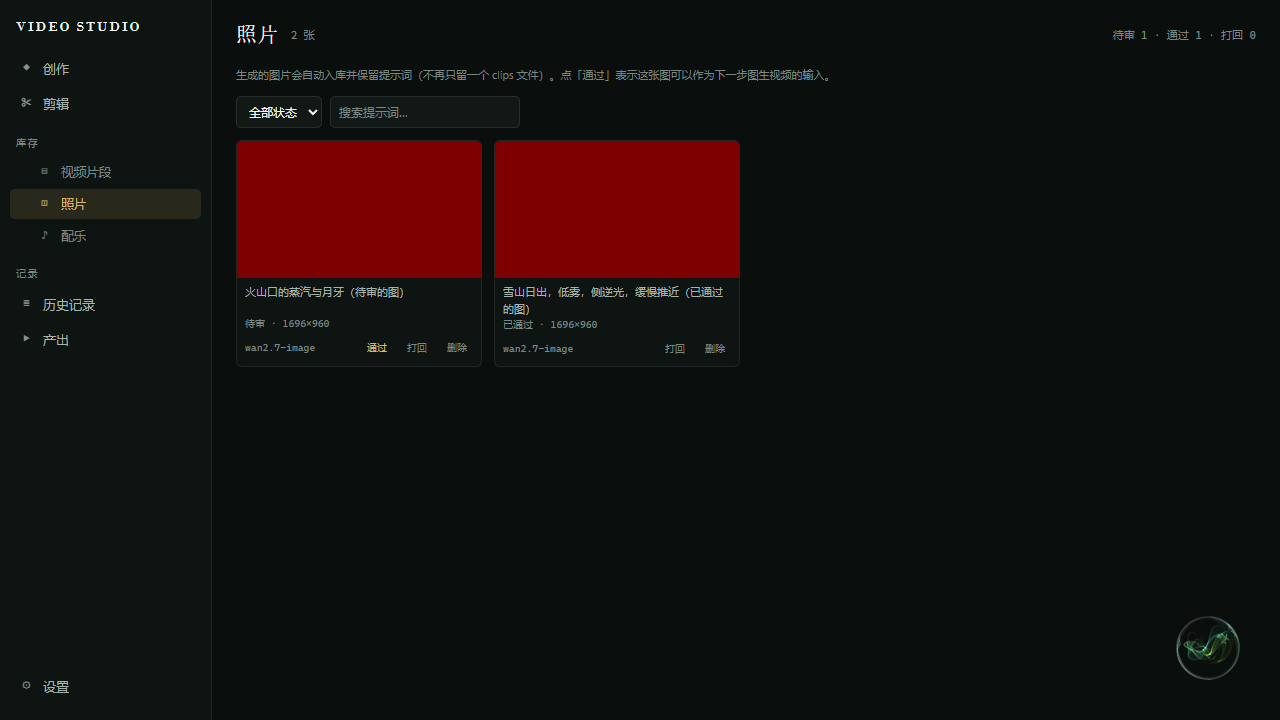 VIDEO STUDIO
创作
剪辑
库存
视频片段
照片
配乐
记录
历史记录
产出
设置
照片 2 张
待审 1 · 通过 1 · 打回 0
生成的图片会自动入库并保留提示词（不再只留一个 clips 文件）。点「通过」表示这张图可以作为下一步图生视频的输入。
全部状态
搜索提示词...
火山口的蒸汽与月牙（待审的图）
待审 · 1696×960
wan2.7-image 通过 打回 删除
雪山日出，低雾，侧逆光，缓慢推近（已通过
的图）
已通过 · 1696×960
wan2.7-image 打回 删除